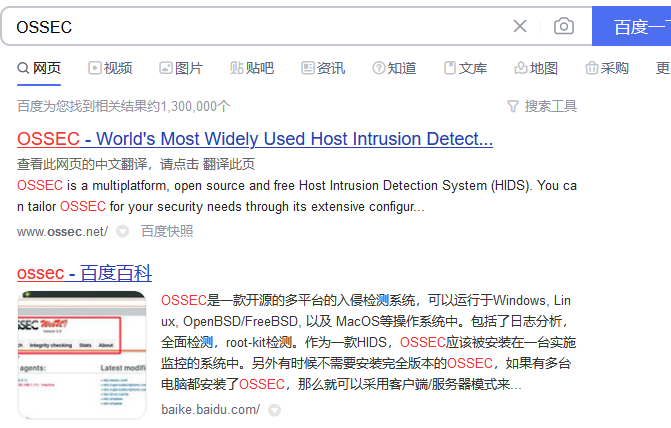 OSSEC
百度一
网页 视频 图片 贴 贴吧 资讯 知道 文库 地图 采购 更
百度为您找到相关结果约1,300,000个 搜索工具
OSSEC - World's Most Widely Used Host Intrusion Detect...
查看此网页的中文翻译，请点击 翻译此页
OSSEC is a multiplatform, open source and free Host Intrusion Detection System (HIDS). You ca
n tailor OSSEC for your security needs through its extensive configur...
www.ossec.net/ 百度快照
ossec - 百度百科
OSSEC是一款开源的多平台的入侵检测系统，可以运行于Windows, Lin
ux, OpenBSD/FreeBSD, 以及 MacOS等操作系统中。包括了日志分析，
全面检测，root-kit检测。作为一款HIDS，OSSEC应该被安装在一台实施
监控的系统中。另外有时候不需要安装完全版本的OSSEC，如果有多台
电脑都安装了OSSEC，那么就可以采用客户端/服务器模式来...
baike.baidu.com/
SSEC WebUI
Integrity checking Stats About
agents: Latest modif